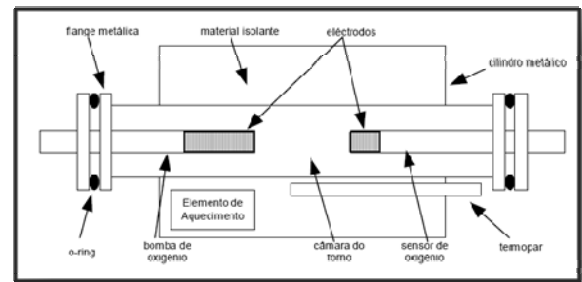 flange metálica
material isolante
eléctrodos
cilindro metálico
Elemento de
Aquecimento
o-ring
bomba de
oxigénio
câmara do
forno
sensor de
oxigénio
termopar